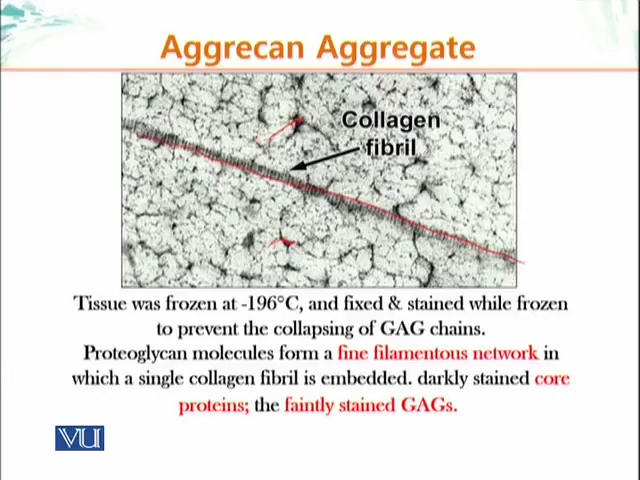 Aggrecan Aggregate
Collagen
fibril
Tissue was frozen at -196°C, and fixed & stained while frozen
to prevent the collapsing of GAG chains.
Proteoglycan molecules form a fine filamentous network in
which a single collagen fibril is embedded. darkly stained core
proteins; the faintly stained GAGs.
VU